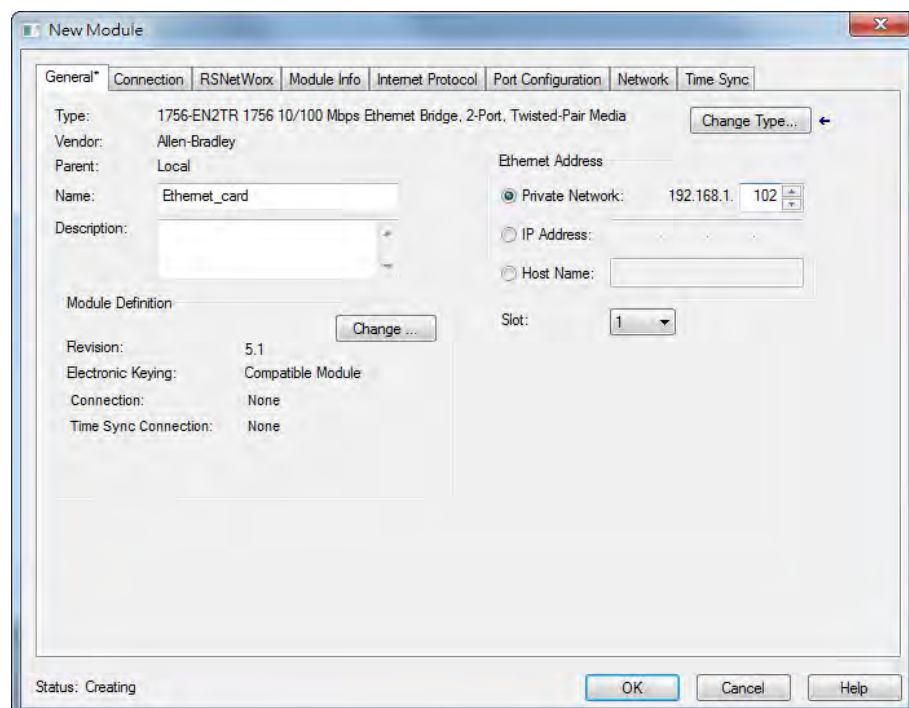 New Module
General* Connection RSNetWorx Module Info Internet Protocol Port Configuration Network Time Sync
Type: 1756-EN2TR 1756 10/100 Mbps Ethernet Bridge, 2-Port, Twisted-Pair Media
Change Type...
Vendor: Allen-Bradley
Parent: Local
Name: Ethernet_card
Description:
Ethernet Address
Private Network: 192.168.1. 102
IP Address: . . .
Host Name:
Slot: 1
Module Definition
Change ...
Revision: 5.1
Electronic Keying: Compatible Module
Connection: None
Time Sync Connection: None
Status: Creating
OK Cancel Help